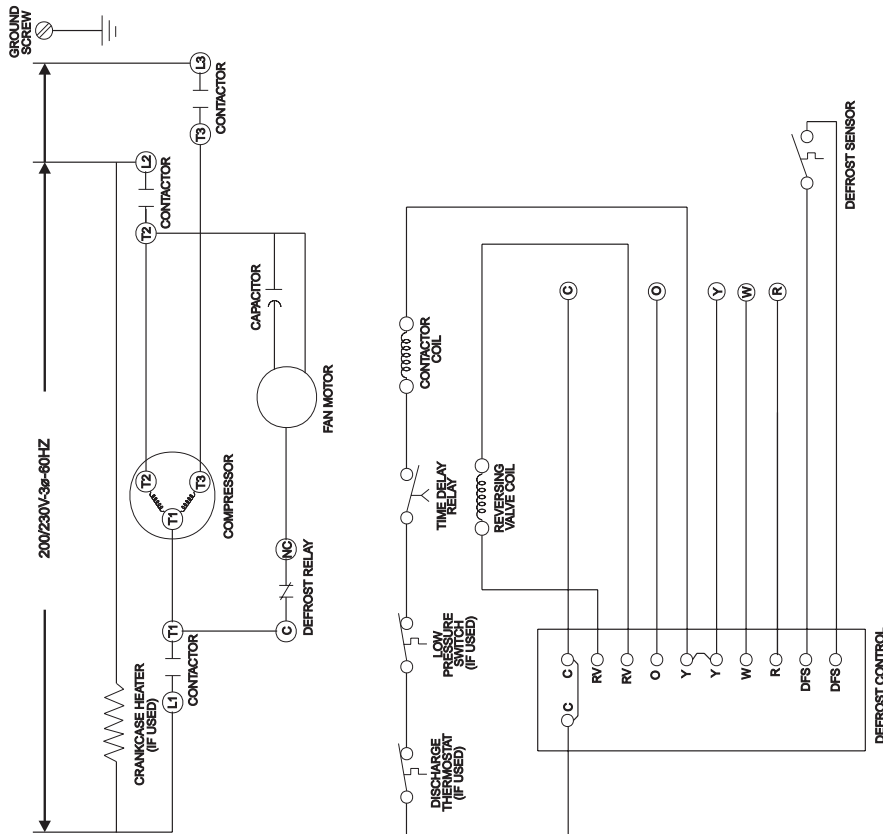 GROUND
SCREW
L3
CONTACTOR
T3
L2
CONTACTOR
T2
200/230V-3ø-60HZ
CAPACITOR
FAN MOTOR
T2
T3
T1
COMPRESSOR
NC
DEFROST RELAY
C
T1
CONTACTOR
L1
CRANKCASE HEATER
(IF USED)
DEFROST SENSOR
CONTACTOR
COIL
TIME DELAY
RELAY
REVERSING
VALVE COIL
LOW
PRESSURE
SWITCH
(IF USED)
DISCHARGE
THERMOSTAT
(IF USED)
C
O
Y
W
R
C
C
RV
RV
O
Y
Y
W
R
DFS
DFS
DEFROST CONTROL